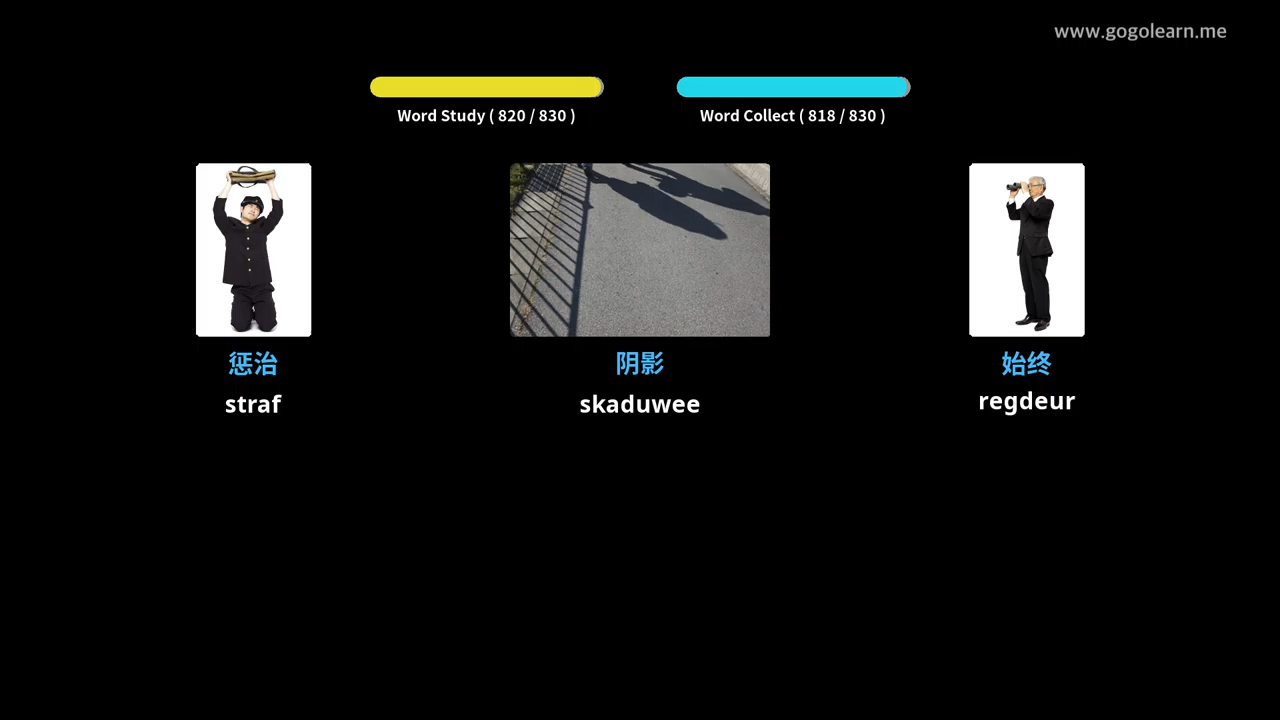 www.gogolearn.me
Word Study ( 820 / 830 )
Word Collect ( 818 / 830 )
惩治
阴影
始终
straf
skaduwee
regdeur